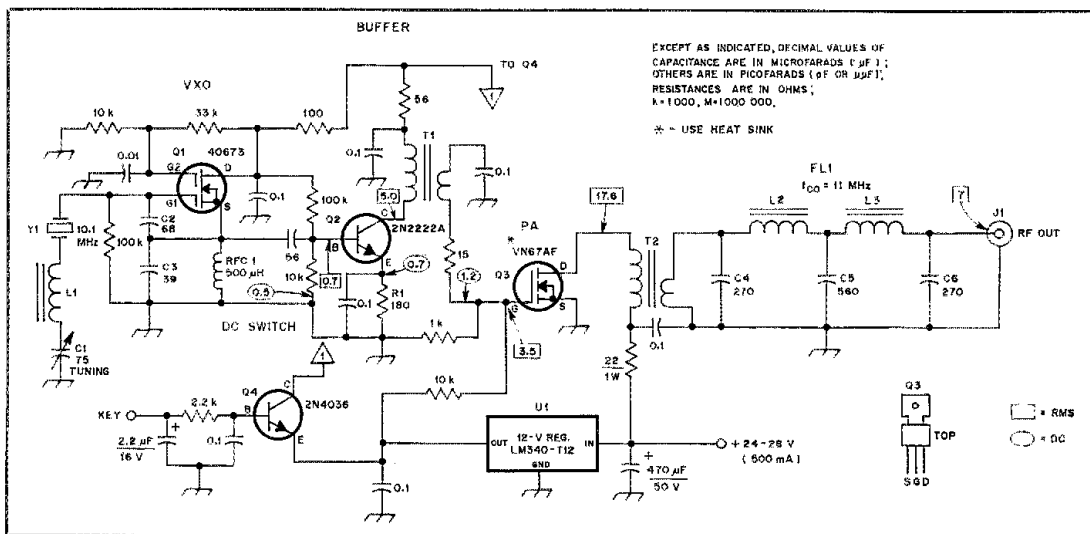 BUFFER
EXCEPT AS INDICATED, DECIMAL VALUES OF
CAPACITANCE ARE IN MICROFARADS (µF);
OTHERS ARE IN PICOFARADS (pF OR µµF);
RESISTANCES ARE IN OHMS;
k=1000, M=1000 000.
* - USE HEAT SINK
VXO
TO Q4
1
10 k
33 k
100
56
T1
0.1
0.1
0.01
Q1
40673
G2
D
G1
S
0.1
100 k
5.0
C
Q2
2N2222A
B
E
0.7
0.7
Y1
10.1
MHz
100 k
C2
68
C3
39
RFC 1
500 µH
56
10 k
0.5
0.1
R1
180
15
1.2
1 k
L1
C1
75
TUNING
DC SWITCH
PA
*
VN67AF
Q3
D
G
S
3.5
17.6
T2
0.1
22
1W
FL1
fCO = 11 MHz
L2
L3
C4
270
C5
560
C6
270
7
J1
RF OUT
1
KEY
2.2 k
Q4
C
B
E
2N4036
2.2 µF
16 V
0.1
10 k
0.1
U1
OUT
12-V REG.
LM340-T12
IN
GND
470 µF
50 V
+ 24-28 V
(500 mA)
Q3
TOP
S G D
= RMS
= DC